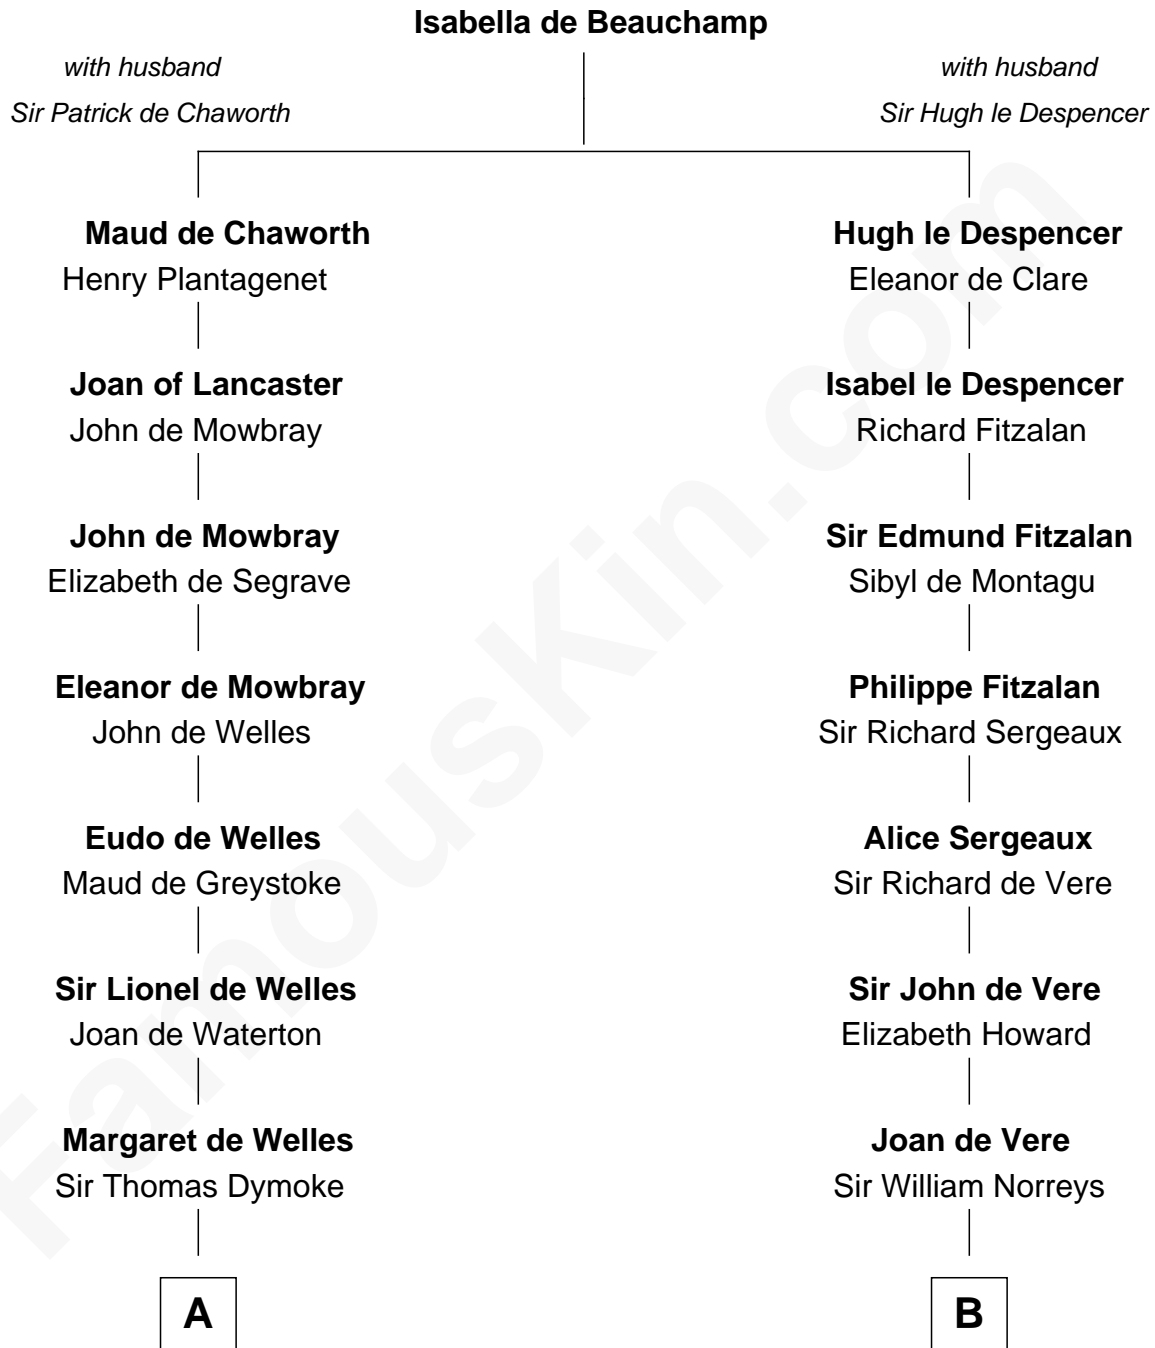 Isabella de Beauchamp
with husband
Sir Patrick de Chaworth
with husband
Sir Hugh le Despencer
Maud de Chaworth
Henry Plantagenet
Hugh le Despencer
Eleanor de Clare
Joan of Lancaster
John de Mowbray
Isabel le Despencer
Richard Fitzalan
John de Mowbray
Elizabeth de Segrave
Sir Edmund Fitzalan
Sibyl de Montagu
Eleanor de Mowbray
John de Welles
Philippe Fitzalan
Sir Richard Sergeaux
Eudo de Welles
Maud de Greystoke
Alice Sergeaux
Sir Richard de Vere
Sir Lionel de Welles
Joan de Waterton
Sir John de Vere
Elizabeth Howard
Margaret de Welles
Sir Thomas Dymoke
Joan de Vere
Sir William Norreys
A
B
FamousKin.com